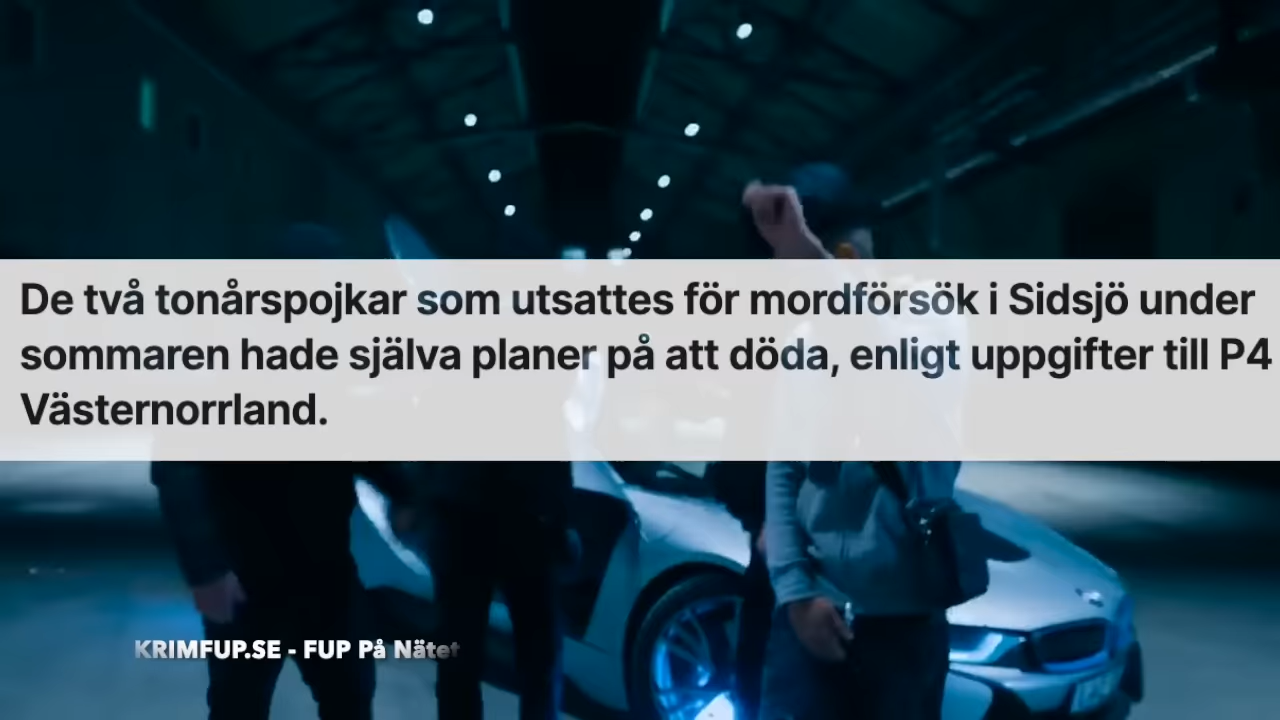 De två tonårspojkar som utsattes för mordförsök i Sidsjö under
sommaren hade själva planer på att döda, enligt uppgifter till P4
Västernorrland.
KRIMFUP.SE - FUP På Nätet